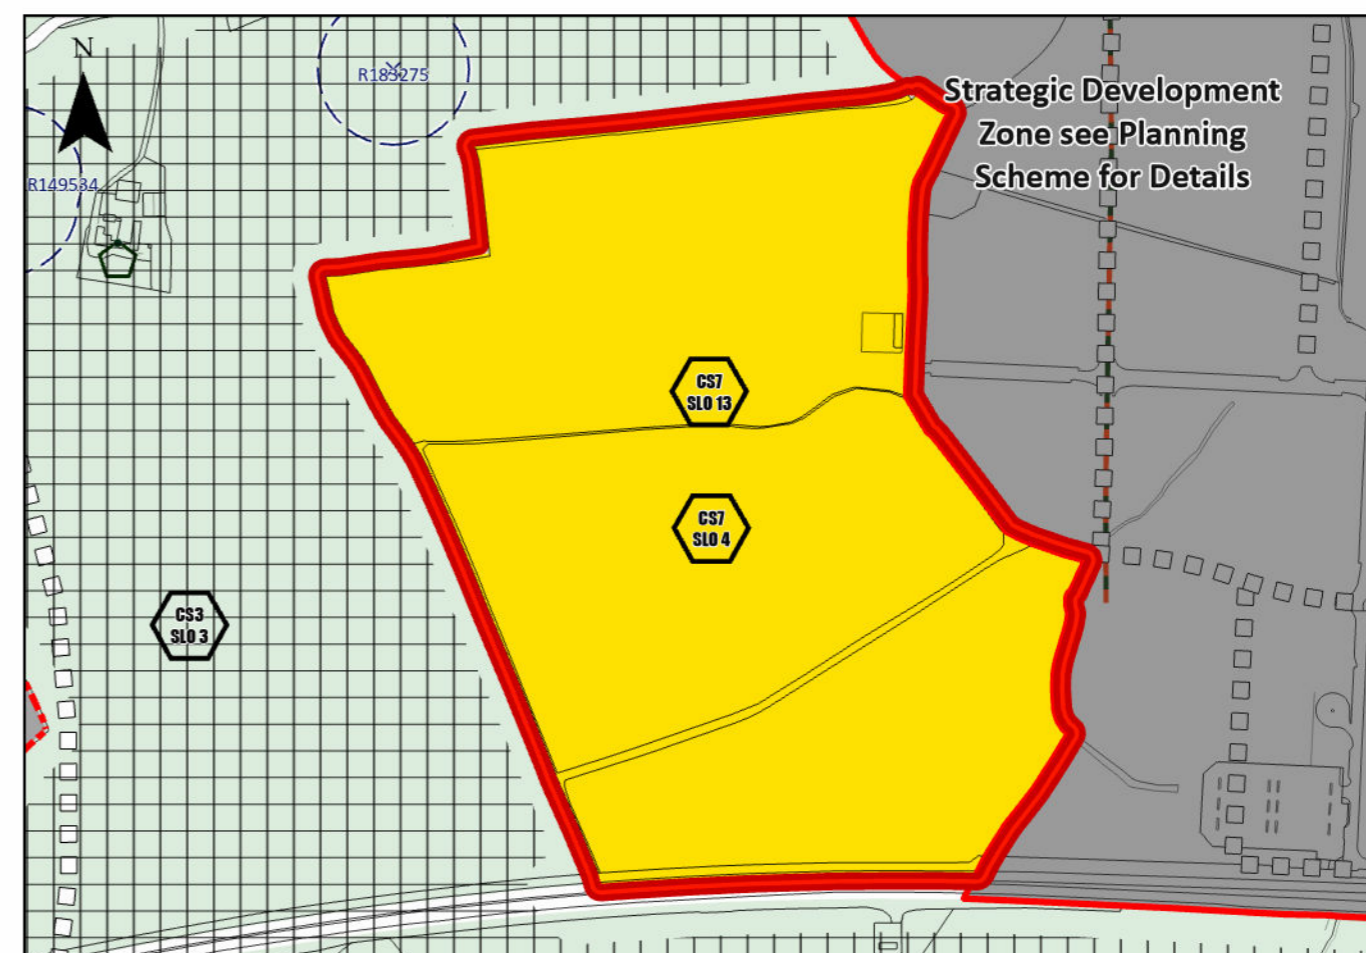 N
R183275
Strategic Development
Zone see Planning
Scheme for Details
R149534
CS7
SLO 13
CS7
SLO 4
CS3
SLO 3